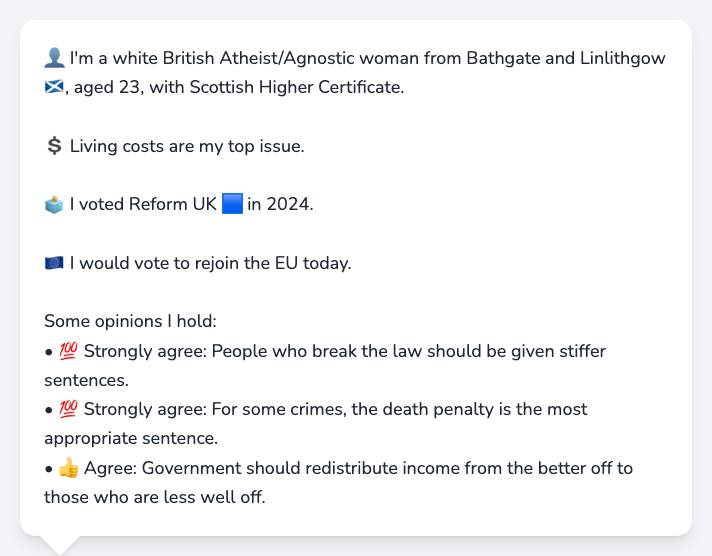 👤 I'm a white British Atheist/Agnostic woman from Bathgate and Linlithgow
🏴󠁧󠁢󠁳󠁣󠁴󠁿, aged 23, with Scottish Higher Certificate.
💲 Living costs are my top issue.
🗳️ I voted Reform UK 🟦 in 2024.
🇪🇺 I would vote to rejoin the EU today.
Some opinions I hold:
• 💯 Strongly agree: People who break the law should be given stiffer
sentences.
• 💯 Strongly agree: For some crimes, the death penalty is the most
appropriate sentence.
• 👍 Agree: Government should redistribute income from the better off to
those who are less well off.